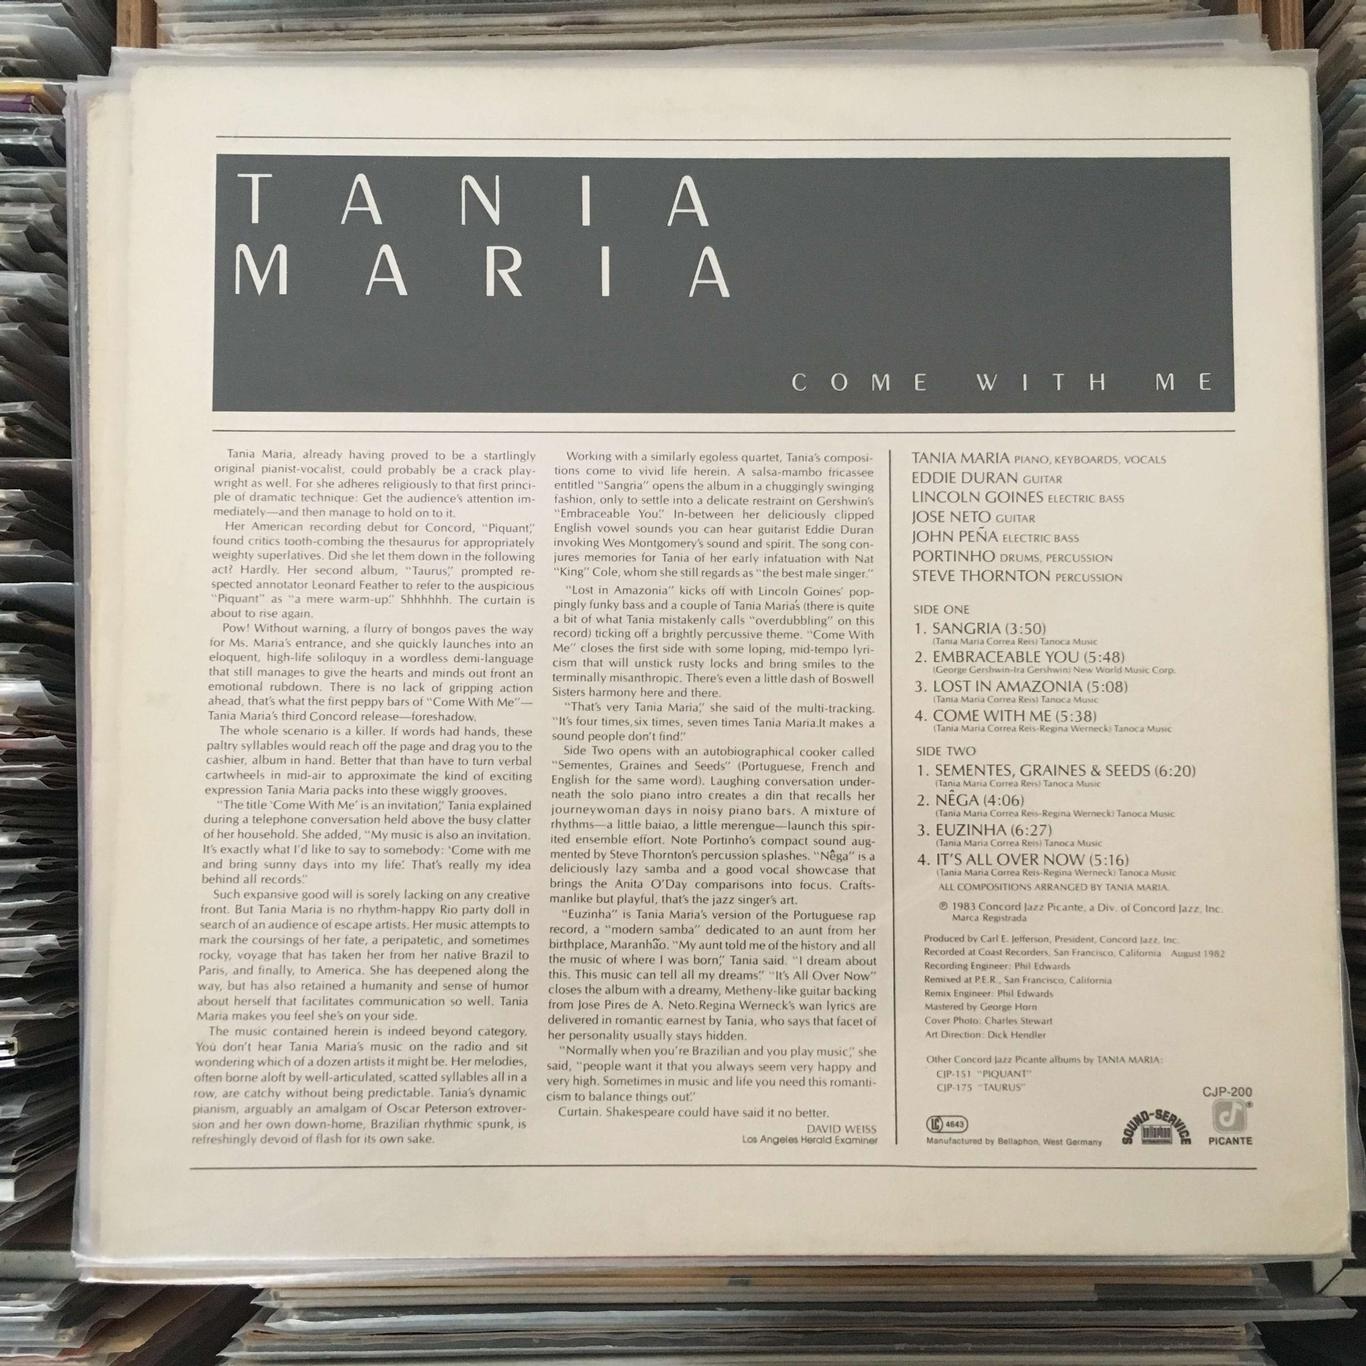 TANIA
MARIA
COME WITH ME
Tania Maria, already having proved to be a startlingly
original pianist-vocalist, could probably be a crack play-
wright as well. For she adheres religiously to that first princi-
ple of dramatic technique: Get the audience's attention im-
mediately—and then manage to hold on to it.
Her American recording debut for Concord, "Piquant,"
found critics tooth-combing the thesaurus for appropriately
weighty superlatives. Did she let them down in the following
act? Hardly. Her second album, "Taurus," prompted re-
spected annotator Leonard Feather to refer to the auspicious
"Piquant" as "a mere warm-up." Shhhhhh. The curtain is
about to rise again.
Pow! Without warning, a flurry of bongos paves the way
for Ms. Maria's entrance, and she quickly launches into an
eloquent, high-life soliloquy in a wordless demi-language
that still manages to give the hearts and minds out front an
emotional rubdown. There is no lack of gripping action
ahead, that's what the first peppy bars of "Come With Me"—
Tania Maria's third Concord release—foreshadow.
The whole scenario is a killer. If words had hands, these
paltry syllables would reach off the page and drag you to the
cashier, album in hand. Better that than have to turn verbal
cartwheels in mid-air to approximate the kind of exciting
expression Tania Maria packs into these wiggly grooves.
"The title 'Come With Me' is an invitation," Tania explained
during a telephone conversation held above the busy clatter
of her household. She added, "My music is also an invitation.
It's exactly what I'd like to say to somebody: 'Come with me
and bring sunny days into my life.' That's really my idea
behind all records."
Such expansive good will is sorely lacking on any creative
front. But Tania Maria is no rhythm-happy Rio party doll in
search of an audience of escape artists. Her music attempts to
mark the coursings of her fate, a peripatetic, and sometimes
rocky, voyage that has taken her from her native Brazil to
Paris, and finally, to America. She has deepened along the
way, but has also retained a humanity and sense of humor
about herself that facilitates communication so well. Tania
Maria makes you feel she's on your side.
The music contained herein is indeed beyond category.
You don't hear Tania Maria's music on the radio and sit
wondering which of a dozen artists it might be. Her melodies,
often borne aloft by well-articulated, scatted syllables all in a
row, are catchy without being predictable. Tania's dynamic
pianism, arguably an amalgam of Oscar Peterson extrover-
sion and her own down-home, Brazilian rhythmic spunk, is
refreshingly devoid of flash for its own sake.
Working with a similarly egoless quartet, Tania's composi-
tions come to vivid life herein. A salsa-mambo fricassee
entitled "Sangria" opens the album in a chuggingly swinging
fashion, only to settle into a delicate restraint on Gershwin's
"Embraceable You." In-between her deliciously clipped
English vowel sounds you can hear guitarist Eddie Duran
invoking Wes Montgomery's sound and spirit. The song con-
jures memories for Tania of her early infatuation with Nat
"King" Cole, whom she still regards as "the best male singer."
"Lost in Amazonia" kicks off with Lincoln Goines' pop-
pingly funky bass and a couple of Tania Maria's (there is quite
a bit of what Tania mistakenly calls "overdubbling" on this
record) ticking off a brightly percussive theme. "Come With
Me" closes the first side with some loping, mid-tempo lyri-
cism that will unstick rusty locks and bring smiles to the
terminally misanthropic. There's even a little dash of Boswell
Sisters harmony here and there.
"That's very Tania Maria," she said of the multi-tracking.
"It's four times, six times, seven times Tania Maria.It makes a
sound people don't find."
Side Two opens with an autobiographical cooker called
"Sementes, Graines and Seeds" (Portuguese, French and
English for the same word). Laughing conversation under-
neath the solo piano intro creates a din that recalls her
journeywoman days in noisy piano bars. A mixture of
rhythms—a little baiao, a little merengue—launch this spir-
ited ensemble effort. Note Portinho's compact sound aug-
mented by Steve Thornton's percussion splashes. "Nêga" is a
deliciously lazy samba and a good vocal showcase that
brings the Anita O'Day comparisons into focus. Crafts-
manlike but playful, that's the jazz singer's art.
"Euzinha" is Tania Maria's version of the Portuguese rap
record, a "modern samba" dedicated to an aunt from her
birthplace, Maranhão. "My aunt told me of the history and all
the music of where I was born," Tania said. "I dream about
this. This music can tell all my dreams." "It's All Over Now"
closes the album with a dreamy, Metheny-like guitar backing
from Jose Pires de A. Neto.Regina Werneck's wan lyrics are
delivered in romantic earnest by Tania, who says that facet of
her personality usually stays hidden.
"Normally when you're Brazilian and you play music," she
said, "people want it that you always seem very happy and
very high. Sometimes in music and life you need this romanti-
cism to balance things out."
Curtain. Shakespeare could have said it no better.
DAVID WEISS
Los Angeles Herald Examiner
TANIA MARIA PIANO, KEYBOARDS, VOCALS
EDDIE DURAN GUITAR
LINCOLN GOINES ELECTRIC BASS
JOSE NETO GUITAR
JOHN PEÑA ELECTRIC BASS
PORTINHO DRUMS, PERCUSSION
STEVE THORNTON PERCUSSION
SIDE ONE
1. SANGRIA (3:50)
(Tania Maria Correa Reis) Tanoca Music
2. EMBRACEABLE YOU (5:48)
(George Gershwin-Ira Gershwin) New World Music Corp.
3. LOST IN AMAZONIA (5:08)
(Tania Maria Correa Reis) Tanoca Music
4. COME WITH ME (5:38)
(Tania Maria Correa Reis-Regina Werneck) Tanoca Music
SIDE TWO
1. SEMENTES, GRAINES & SEEDS (6:20)
(Tania Maria Correa Reis) Tanoca Music
2. NÊGA (4:06)
(Tania Maria Correa Reis-Regina Werneck) Tanoca Music
3. EUZINHA (6:27)
(Tania Maria Correa Reis) Tanoca Music
4. IT'S ALL OVER NOW (5:16)
(Tania Maria Correa Reis-Regina Werneck) Tanoca Music
ALL COMPOSITIONS ARRANGED BY TANIA MARIA.
℗ 1983 Concord Jazz Picante, a Div. of Concord Jazz, Inc.
Marca Registrada
Produced by Carl E. Jefferson, President, Concord Jazz, Inc.
Recorded at Coast Recorders, San Francisco, California August 1982
Recording Engineer: Phil Edwards
Remixed at P.E.R., San Francisco, California
Remix Engineer: Phil Edwards
Mastered by George Horn
Cover Photo: Charles Stewart
Art Direction: Dick Hendler
Other Concord Jazz Picante albums by TANIA MARIA:
CJP-151 "PIQUANT"
CJP-175 "TAURUS"
CJP-200
LC 4643
Manufactured by Bellaphon, West Germany
SOUND-SERVICE
bellaphon
®
PICANTE